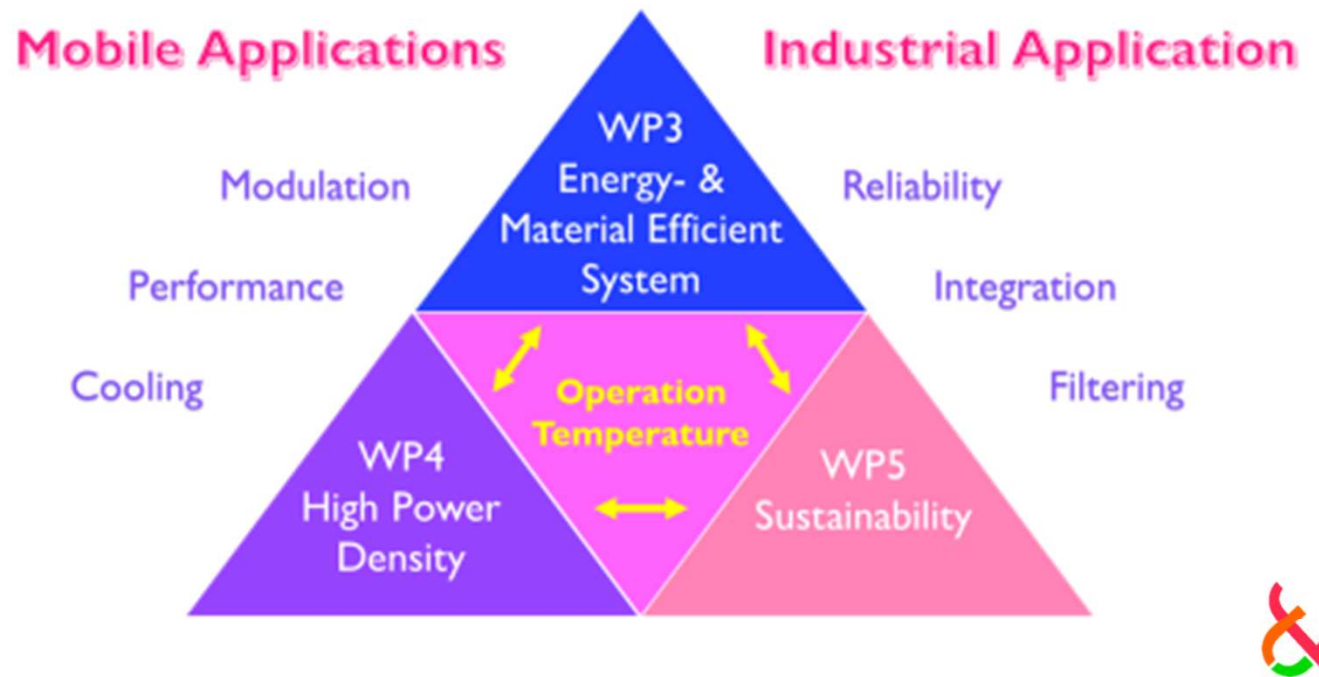 Mobile Applications
Industrial Application
WP3
Energy- &
Material Efficient
System
Modulation
Performance
Cooling
Reliability
Integration
Filtering
Operation
Temperature
WP4
High Power
Density
WP5
Sustainability